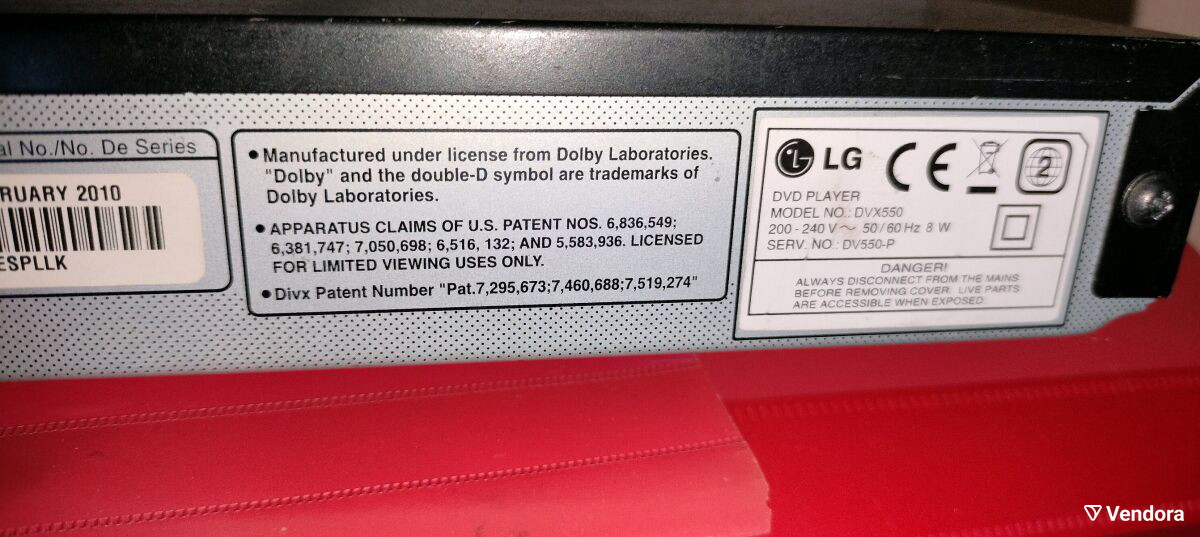 al No./No. De Series
RUARY 2010
ESPLLK
• Manufactured under license from Dolby Laboratories.
"Dolby" and the double-D symbol are trademarks of
Dolby Laboratories.
• APPARATUS CLAIMS OF U.S. PATENT NOS. 6,836,549;
6,381,747; 7,050,698; 6,516, 132; AND 5,583,936. LICENSED
FOR LIMITED VIEWING USES ONLY.
• Divx Patent Number "Pat.7,295,673;7,460,688;7,519,274"
LG CE 2
DVD PLAYER
MODEL NO.: DVX550
200 - 240 V ~ 50 / 60 Hz 8 W
SERV. NO.: DV550-P
DANGER!
ALWAYS DISCONNECT FROM THE MAINS
BEFORE REMOVING COVER. LIVE PARTS
ARE ACCESSIBLE WHEN EXPOSED.
Vendora